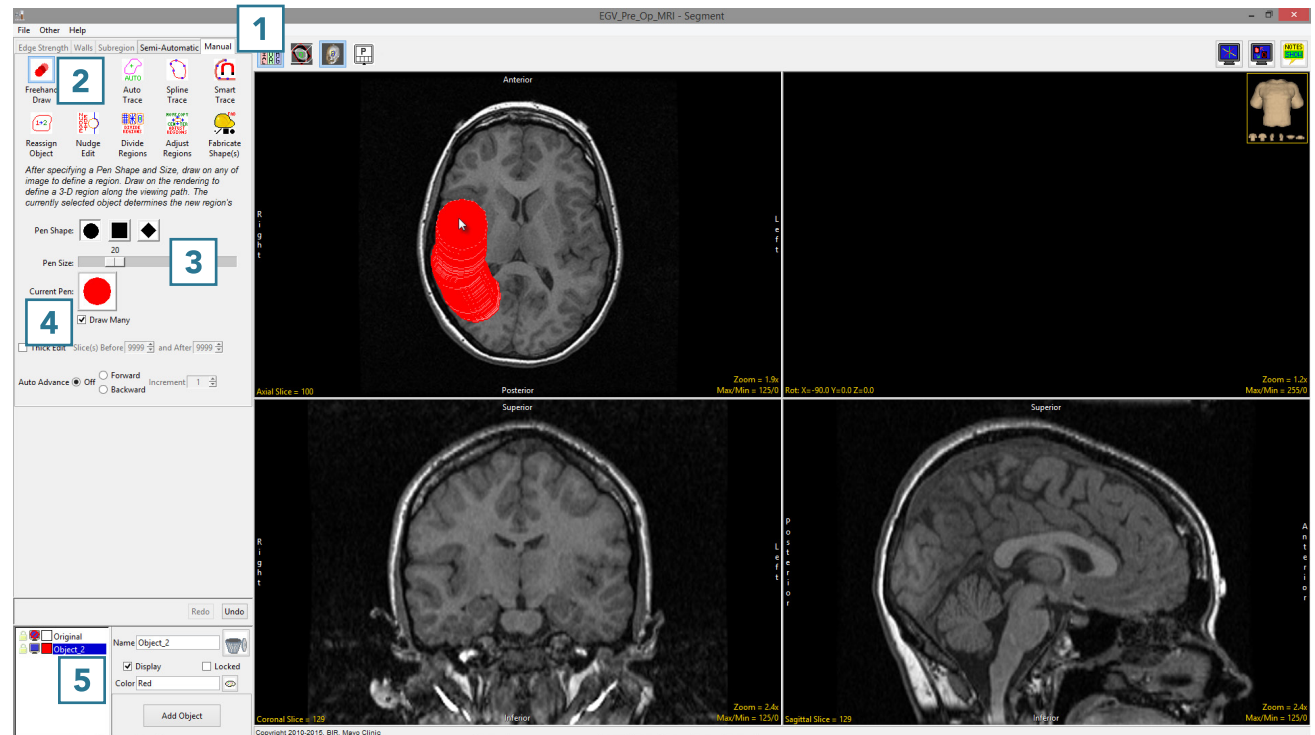 EGV_Pre_Op_MRI - Segment
1
File Other Help
Edge Strength Walls Subregion Semi-Automatic Manual
2
Freehand Draw
Auto Trace
Spline Trace
Smart Trace
AUTO
1+2
Reassign Object
Nudge Edit
Divide Regions
Adjust Regions
Fabricate Shape(s)
After specifying a Pen Shape and Size, draw on any of
image to define a region. Draw on the rendering to
define a 3-D region along the viewing path. The
currently selected object determines the new region's
Pen Shape:
20
Pen Size:
3
Current Pen:
4
Draw Many
Thick Edit Slice(s) Before 9999 and After 9999
Auto Advance Off Forward
Backward
Increment 1
Redo Undo
Original
Object_2
5
Name Object_2
Display Locked
Color Red
Add Object
P
NOTES
Anterior
Right
Left
Axial Slice = 100
Posterior
Zoom = 1.9x
Max/Min = 125/0
Rot: X=-90.0 Y=0.0 Z=0.0
Zoom = 1.2x
Max/Min = 255/0
Superior
Right
Left
Coronal Slice = 129
Inferior
Zoom = 2.4x
Max/Min = 125/0
Superior
Posterior
Anterior
Sagittal Slice = 129
Inferior
Zoom = 2.4x
Max/Min = 125/0
Copyright 2010-2015, BIR, Mayo Clinic